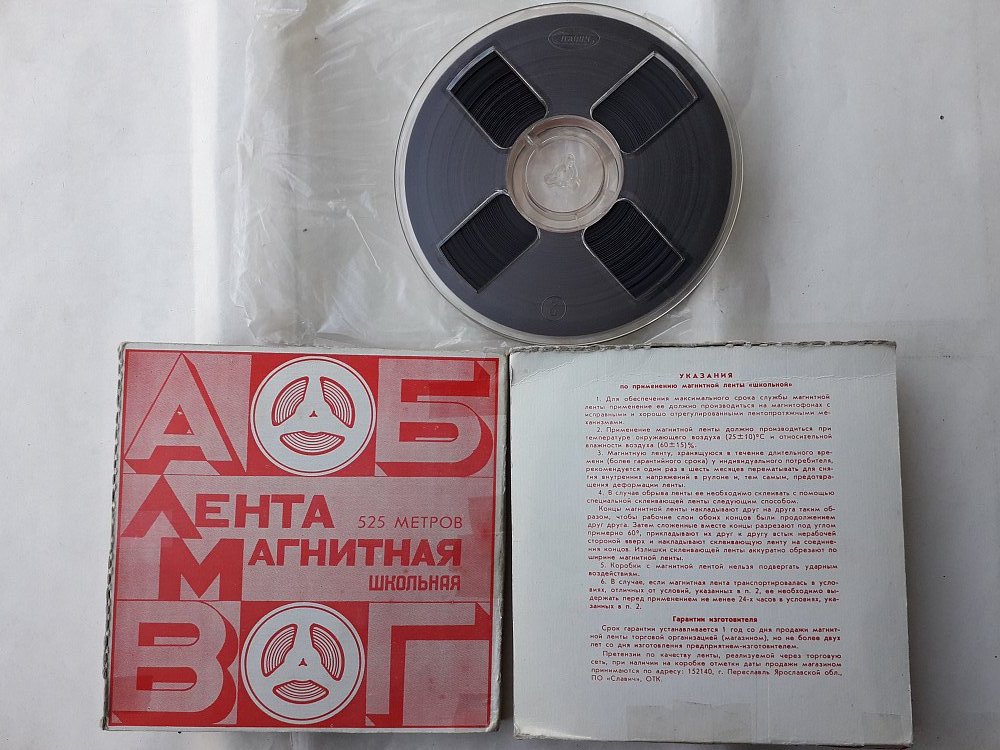 А Б
ЛЕНТА
525 МЕТРОВ
МАГНИТНАЯ
ШКОЛЬНАЯ
В Г
УКАЗАНИЯ
по применению магнитной ленты «школьной»
1. Для обеспечения максимального срока службы магнитной
ленты применение ее должно производиться на магнитофонах с
исправными и хорошо отрегулированными лентопротяжными ме-
ханизмами.
2. Применение магнитной ленты должно производиться при
температуре окружающего воздуха (25±10)°С и относительной
влажности воздуха (60±15)%.
3. Магнитную ленту, хранящуюся в течение длительного вре-
мени (более гарантийного срока) у индивидуального потребителя,
рекомендуется один раз в шесть месяцев перематывать для сня-
тия внутренних напряжений в рулоне и, тем самым, предотвра-
щения деформации ленты.
4. В случае обрыва ленты ее необходимо склеивать с помощью
специальной склеивающей ленты следующим способом.
Концы магнитной ленты накладывают друг на друга таким об-
разом, чтобы рабочие слои обоих концов были продолжением
друг друга. Затем сложенные вместе концы разрезают под углом
примерно 60°, прикладывают их друг к другу встык нерабочей
стороной вверх и накладывают склеивающую ленту на соедине-
ния концов. Излишки склеивающей ленты аккуратно обрезают по
ширине магнитной ленты.
5. Коробки с магнитной лентой нельзя подвергать ударным
воздействиям.
6. В случае, если магнитная лента транспортировалась в усло-
виях, отличных от условий, указанных в п. 2, ее необходимо вы-
держать перед применением не менее 24-х часов в условиях, ука-
занных в п. 2.
Гарантии изготовителя
Срок гарантии устанавливается 1 год со дня продажи магнит-
ной ленты торговой организацией (магазином), но не более двух
лет со дня изготовления предприятием-изготовителем.
Претензии по качеству ленты, реализуемой через торговую
сеть, при наличии на коробке отметки даты продажи магазином
принимаются по адресу: 152140, г. Переславль Ярославской обл.,
ПО «Славич», ОТК.